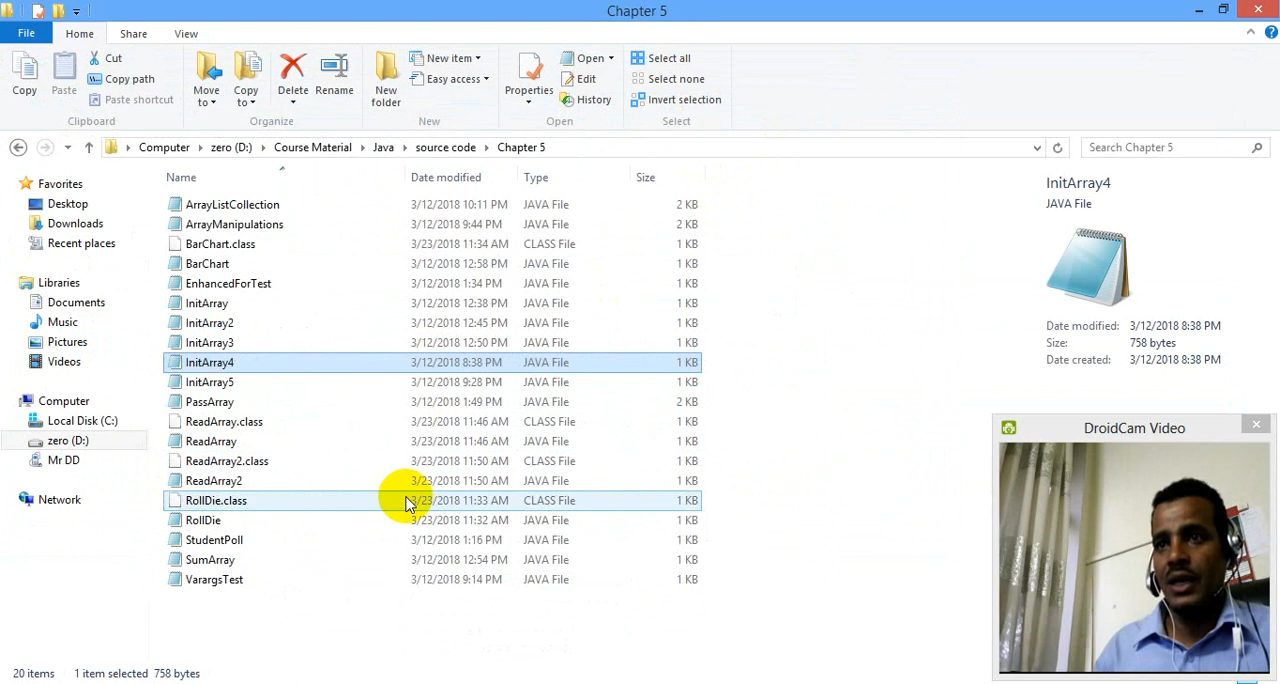 Chapter 5
File Home Share View
Copy
Paste
Cut
Copy path
Paste shortcut
Clipboard
Move to
Copy to
Delete
Rename
Organize
New folder
New item
Easy access
New
Properties
Open
Edit
History
Open
Select all
Select none
Invert selection
Select
Computer zero (D:) Course Material Java source code Chapter 5
Search Chapter 5
Favorites
Desktop
Downloads
Recent places
Libraries
Documents
Music
Pictures
Videos
Computer
Local Disk (C:)
zero (D:)
Mr DD
Network
Name Date modified Type Size
ArrayListCollection 3/12/2018 10:11 PM JAVA File 2 KB
ArrayManipulations 3/12/2018 9:44 PM JAVA File 2 KB
BarChart.class 3/23/2018 11:34 AM CLASS File 1 KB
BarChart 3/12/2018 12:58 PM JAVA File 1 KB
EnhancedForTest 3/12/2018 1:34 PM JAVA File 1 KB
InitArray 3/12/2018 12:38 PM JAVA File 1 KB
InitArray2 3/12/2018 12:45 PM JAVA File 1 KB
InitArray3 3/12/2018 12:50 PM JAVA File 1 KB
InitArray4 3/12/2018 8:38 PM JAVA File 1 KB
InitArray5 3/12/2018 9:28 PM JAVA File 1 KB
PassArray 3/12/2018 1:49 PM JAVA File 2 KB
ReadArray.class 3/23/2018 11:46 AM CLASS File 1 KB
ReadArray 3/23/2018 11:46 AM JAVA File 1 KB
ReadArray2.class 3/23/2018 11:50 AM CLASS File 1 KB
ReadArray2 3/23/2018 11:50 AM JAVA File 1 KB
RollDie.class 3/23/2018 11:33 AM CLASS File 1 KB
RollDie 3/23/2018 11:32 AM JAVA File 1 KB
StudentPoll 3/12/2018 1:16 PM JAVA File 1 KB
SumArray 3/12/2018 12:54 PM JAVA File 1 KB
VarargsTest 3/12/2018 9:14 PM JAVA File 1 KB
InitArray4
JAVA File
Date modified: 3/12/2018 8:38 PM
Size: 758 bytes
Date created: 3/12/2018 8:38 PM
DroidCam Video
20 items 1 item selected 758 bytes